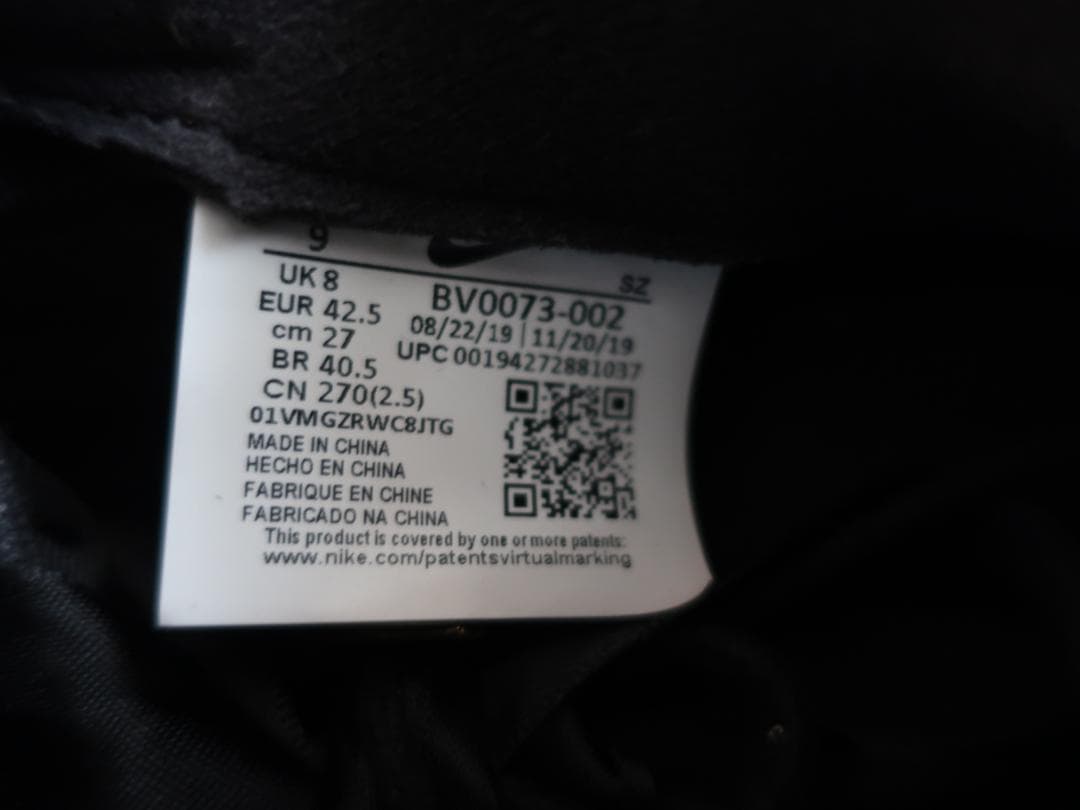 9
SZ
UK 8
EUR 42.5
cm 27
BR 40.5
CN 270(2.5)
BV0073-002
08/22/19 | 11/20/19
UPC 00194272881037
01VMGZRWC8JTG
MADE IN CHINA
HECHO EN CHINA
FABRIQUE EN CHINE
FABRICADO NA CHINA
This product is covered by one or more patents:
www.nike.com/patentsvirtualmarking